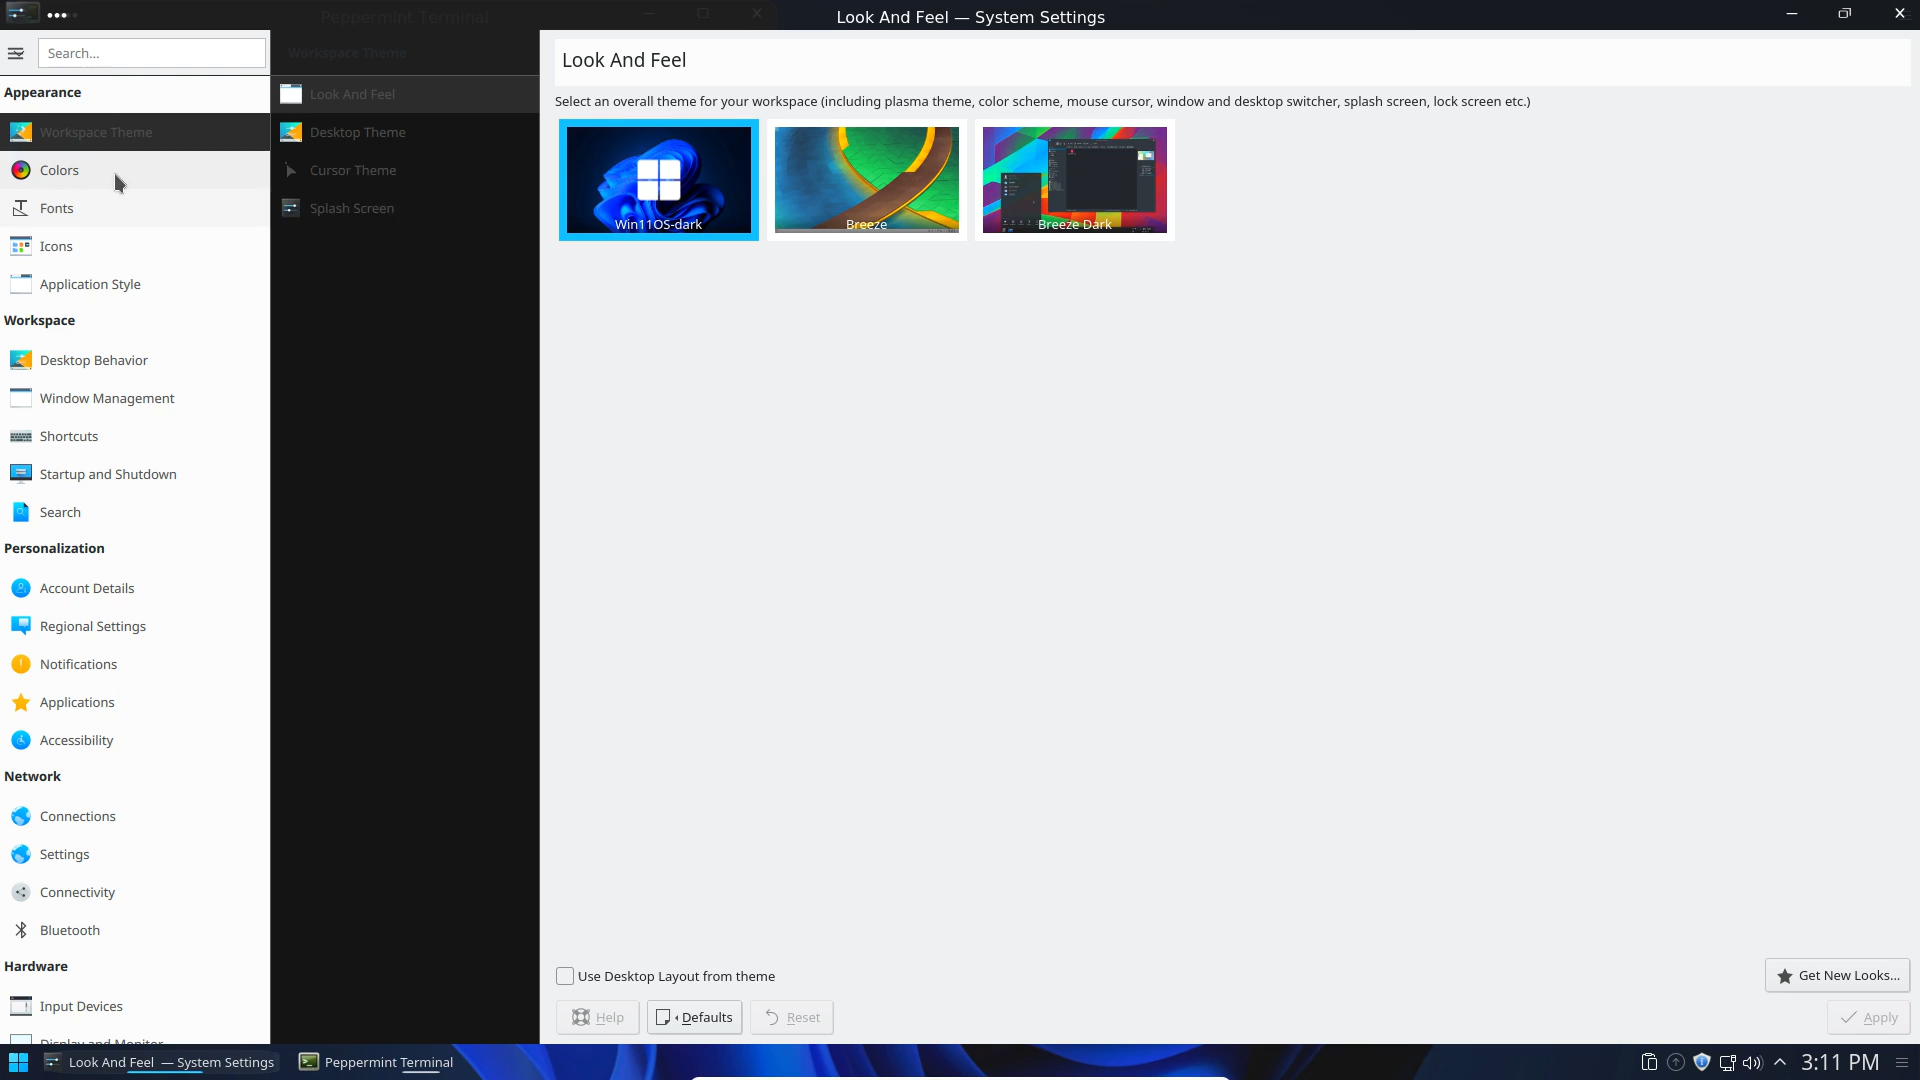 Peppermint Terminal
Look And Feel — System Settings
Search...
Workspace Theme
Look And Feel
Select an overall theme for your workspace (including plasma theme, color scheme, mouse cursor, window and desktop switcher, splash screen, lock screen etc.)
Appearance
Workspace Theme
Colors
Fonts
Icons
Application Style
Workspace
Desktop Behavior
Window Management
Shortcuts
Startup and Shutdown
Search
Personalization
Account Details
Regional Settings
Notifications
Applications
Accessibility
Network
Connections
Settings
Connectivity
Bluetooth
Hardware
Input Devices
Display and Monitor
Look And Feel
Desktop Theme
Cursor Theme
Splash Screen
Win11OS-dark
Breeze
Breeze Dark
Use Desktop Layout from theme
Get New Looks...
Help
Defaults
Reset
Apply
Look And Feel — System Settings
Peppermint Terminal
3:11 PM